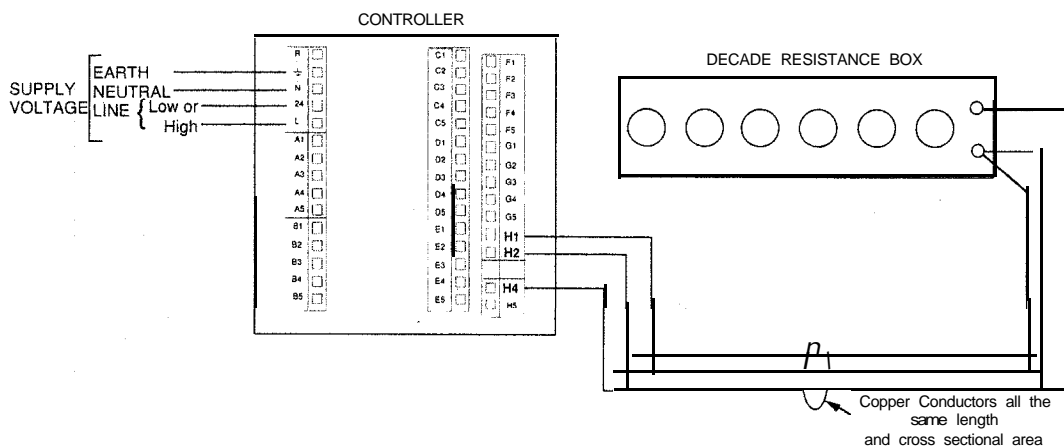 CONTROLLER
DECADE RESISTANCE BOX
SUPPLY
VOLTAGE
EARTH
NEUTRAL
LINE
Low or
High
R
N
24
L
A1
A2
A3
A4
A5
B1
B2
B3
B4
B5
C1
C2
C3
C4
C5
D1
D2
D3
D4
D5
E1
E2
E3
E4
E5
F1
F2
F3
F4
F5
G1
G2
G3
G4
G5
H1
H2
H4
H5
Copper Conductors all the
same length
and cross sectional area